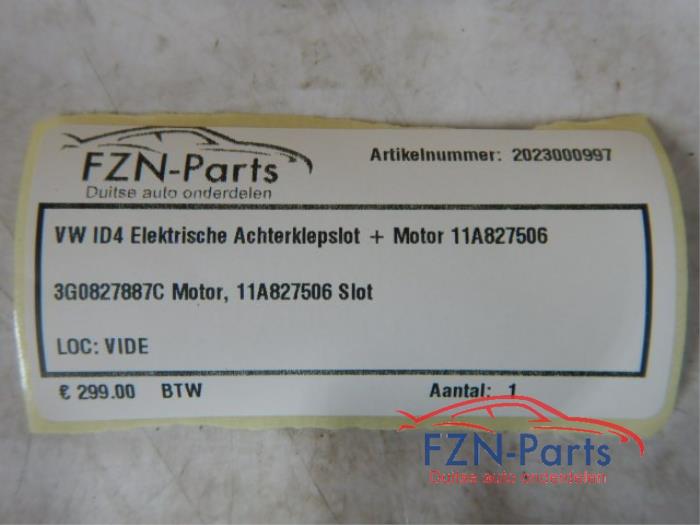 FZN-Parts
Duitse auto onderdelen
Artikelnummer: 2023000997
VW ID4 Elektrische Achterklepslot + Motor 11A827506
3G0827887C Motor, 11A827506 Slot
LOC: VIDE
€ 299.00 BTW Aantal: 1
FZN-Parts
Duitse auto onderdelen